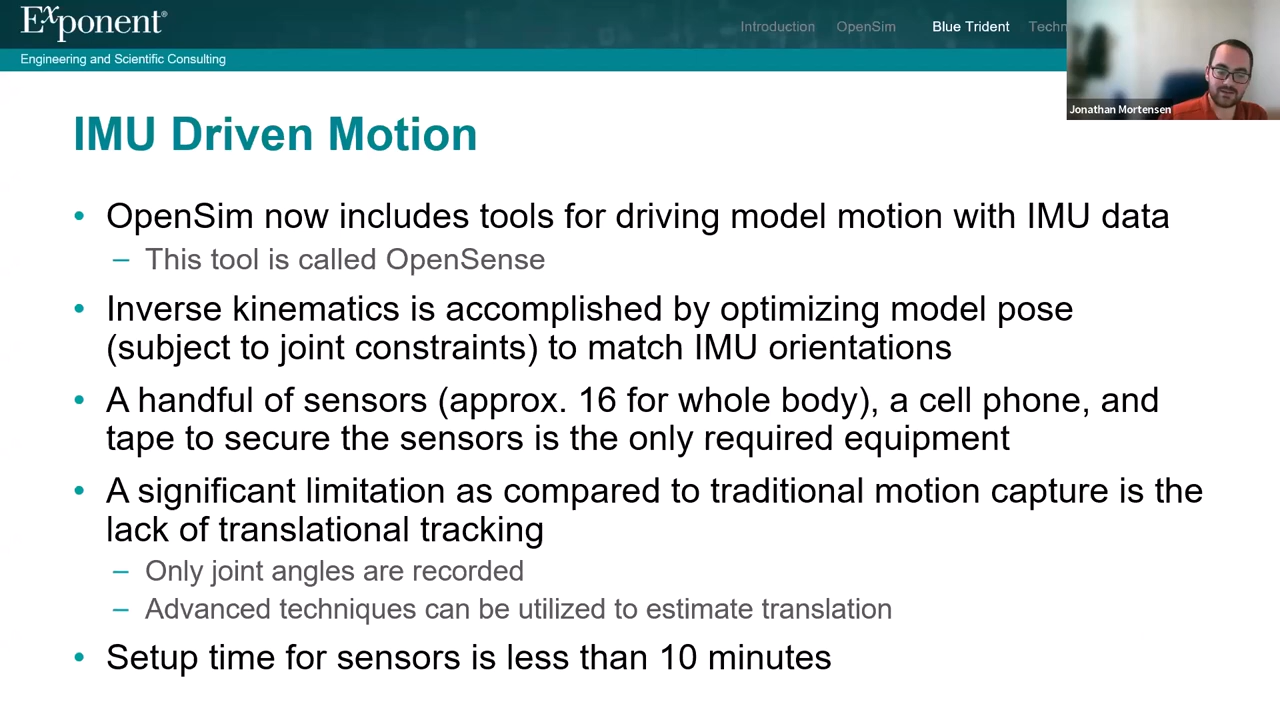 Exponent®
Introduction OpenSim Blue Trident Techn
Engineering and Scientific Consulting
Jonathan Mortensen
IMU Driven Motion
• OpenSim now includes tools for driving model motion with IMU data
– This tool is called OpenSense
• Inverse kinematics is accomplished by optimizing model pose
(subject to joint constraints) to match IMU orientations
• A handful of sensors (approx. 16 for whole body), a cell phone, and
tape to secure the sensors is the only required equipment
• A significant limitation as compared to traditional motion capture is the
lack of translational tracking
– Only joint angles are recorded
– Advanced techniques can be utilized to estimate translation
• Setup time for sensors is less than 10 minutes